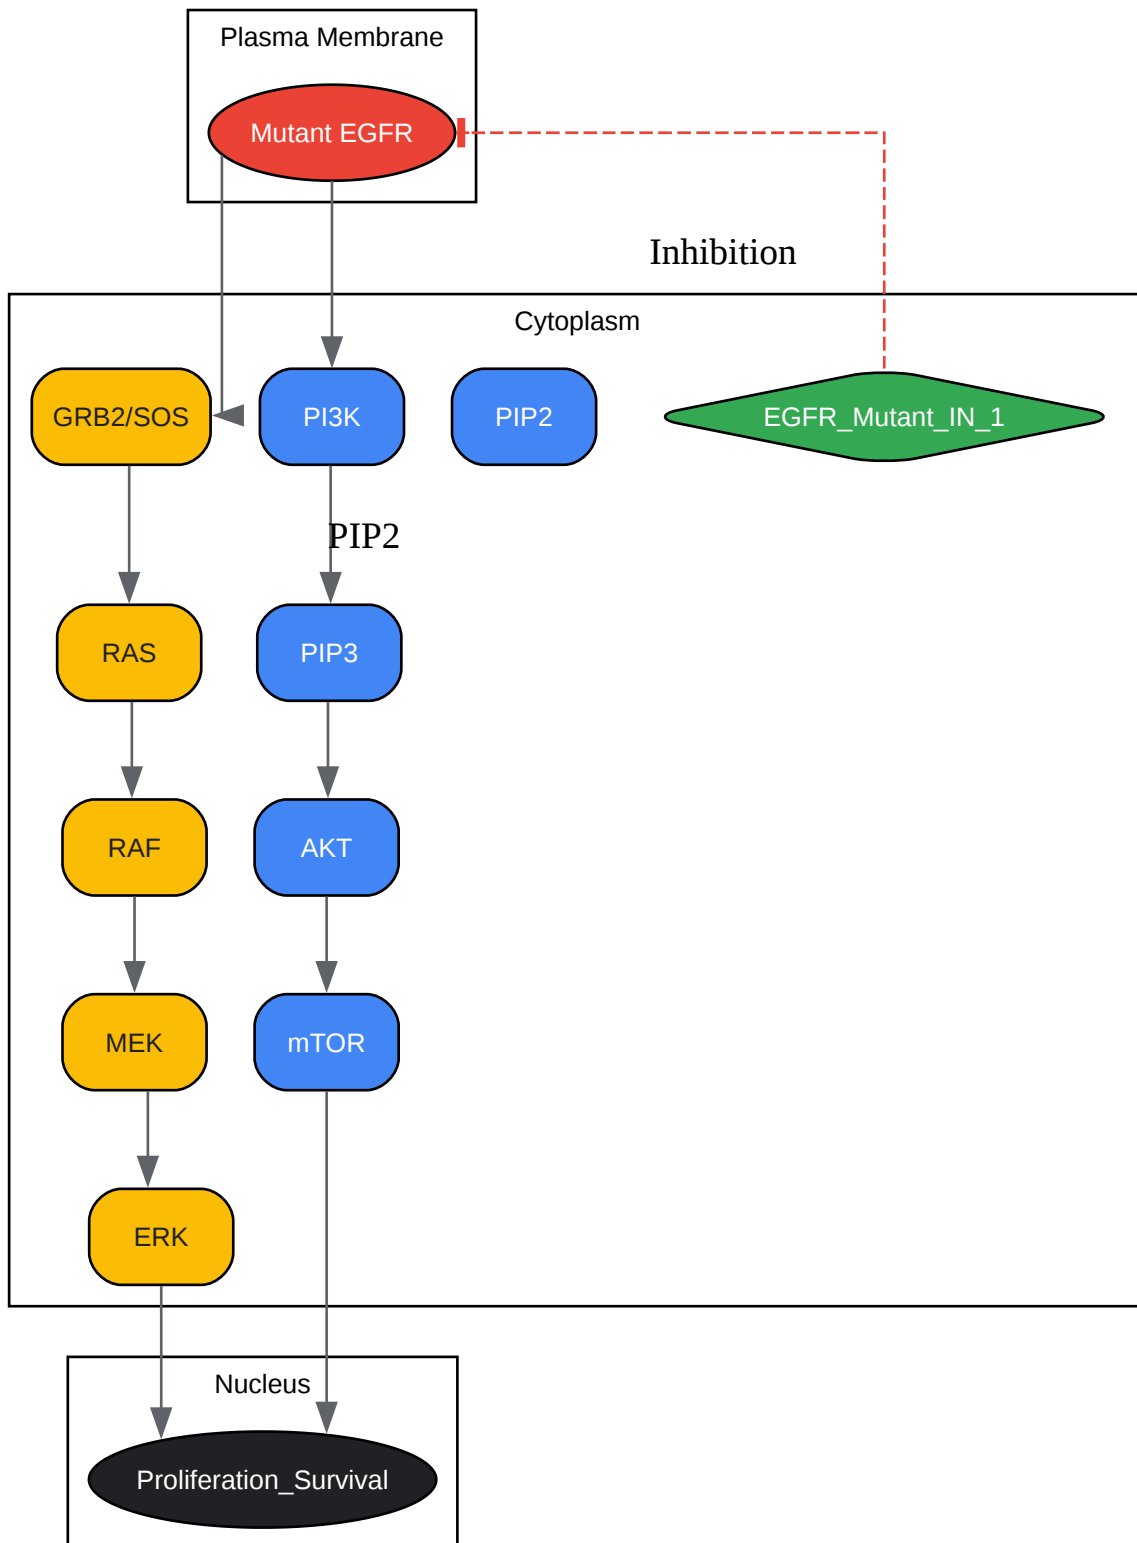 Plasma Membrane
Mutant EGFR
Inhibition
Cytoplasm
GRB2/SOS
PI3K
PIP2
EGFR_Mutant_IN_1
PIP2
RAS
PIP3
RAF
AKT
MEK
mTOR
ERK
Nucleus
Proliferation_Survival